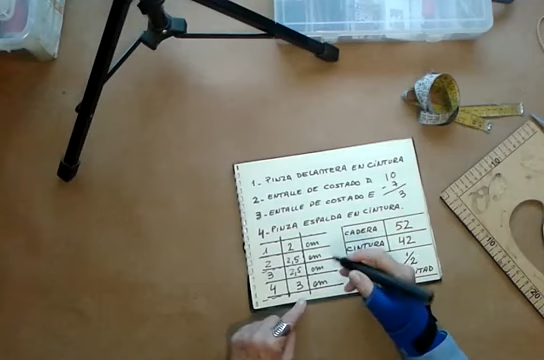 1- PINZA DELANTERA EN CINTURA
2- ENTALLE DE COSTADO D
3- ENTALLE DE COSTADO E
4- PINZA ESPALDA EN CINTURA.
10
- 7
3
1 2 cm
2 2,5 cm
3 2,5 cm
4 3 cm
CADERA 52
CINTURA 42
1/2